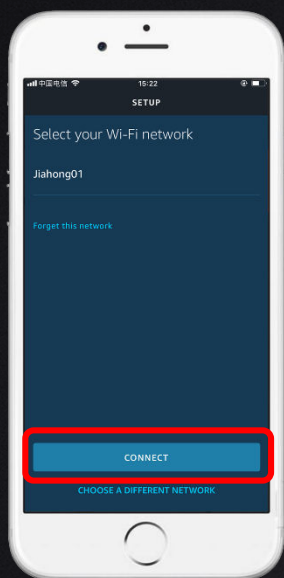 中国电信 15:22
SETUP
Select your Wi-Fi network
Jiahong01
Forget this network
CONNECT
CHOOSE A DIFFERENT NETWORK